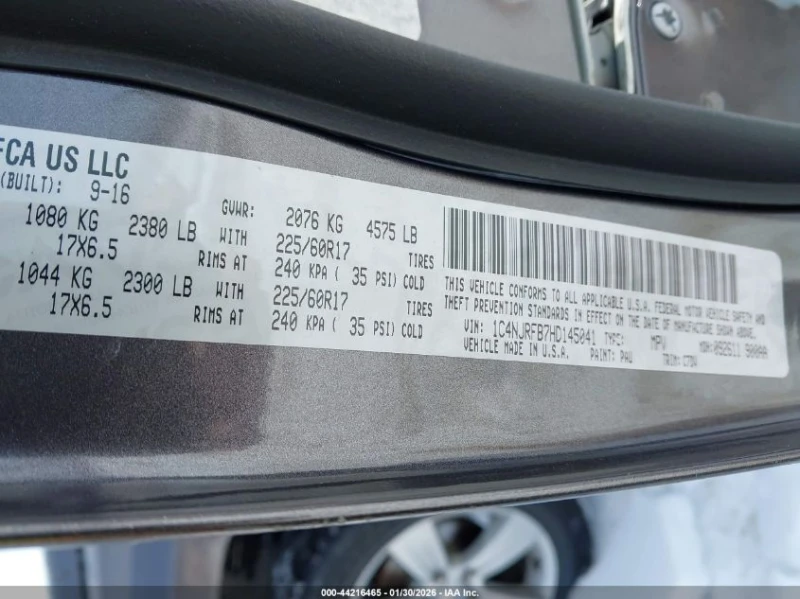 FCA US LLC
(BUILT): 9-16
GVWR: 2076 KG 4575 LB
1080 KG 2380 LB WITH 225/60R17 TIRES
17X6.5 RIMS AT 240 KPA ( 35 PSI) COLD
1044 KG 2300 LB WITH 225/60R17 TIRES
17X6.5 RIMS AT 240 KPA ( 35 PSI) COLD
THIS VEHICLE CONFORMS TO ALL APPLICABLE U.S.A. FEDERAL MOTOR VEHICLE SAFETY AND
THEFT PREVENTION STANDARDS IN EFFECT ON THE DATE OF MANUFACTURE SHOWN ABOVE.
VIN: 1C4NJRFB7HD145041 TYPE: MPV MDH: 092611 900AA
VEHICLE MADE IN U.S.A. PAINT: PAU TRIM:
000-44216465 - 01/30/2026 - IAA Inc.